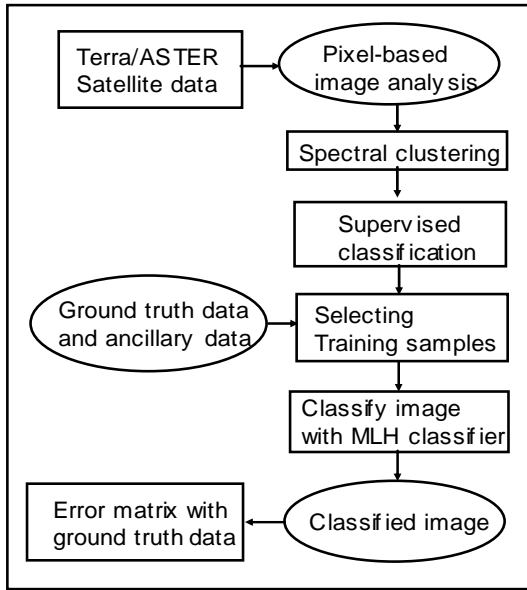 Terra/ASTER
Satellite data
Pixel-based
image analysis
Spectral clustering
Supervised
classification
Ground truth data
and ancillary data
Selecting
Training samples
Classify image
with MLH classifier
Classified image
Error matrix with
ground truth data